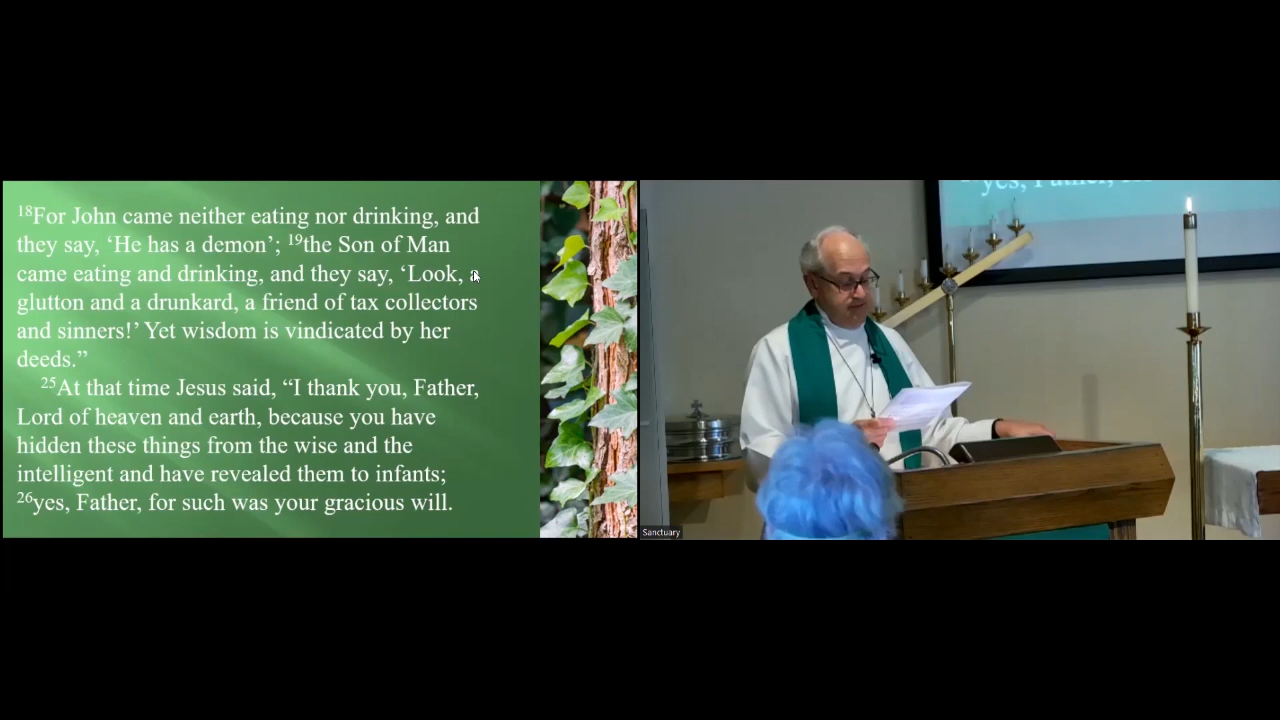 18For John came neither eating nor drinking, and
they say, ‘He has a demon’; 19the Son of Man
came eating and drinking, and they say, ‘Look, a
glutton and a drunkard, a friend of tax collectors
and sinners!’ Yet wisdom is vindicated by her
deeds.”
25At that time Jesus said, “I thank you, Father,
Lord of heaven and earth, because you have
hidden these things from the wise and the
intelligent and have revealed them to infants;
26yes, Father, for such was your gracious will.
yes, Father,
Sanctuary